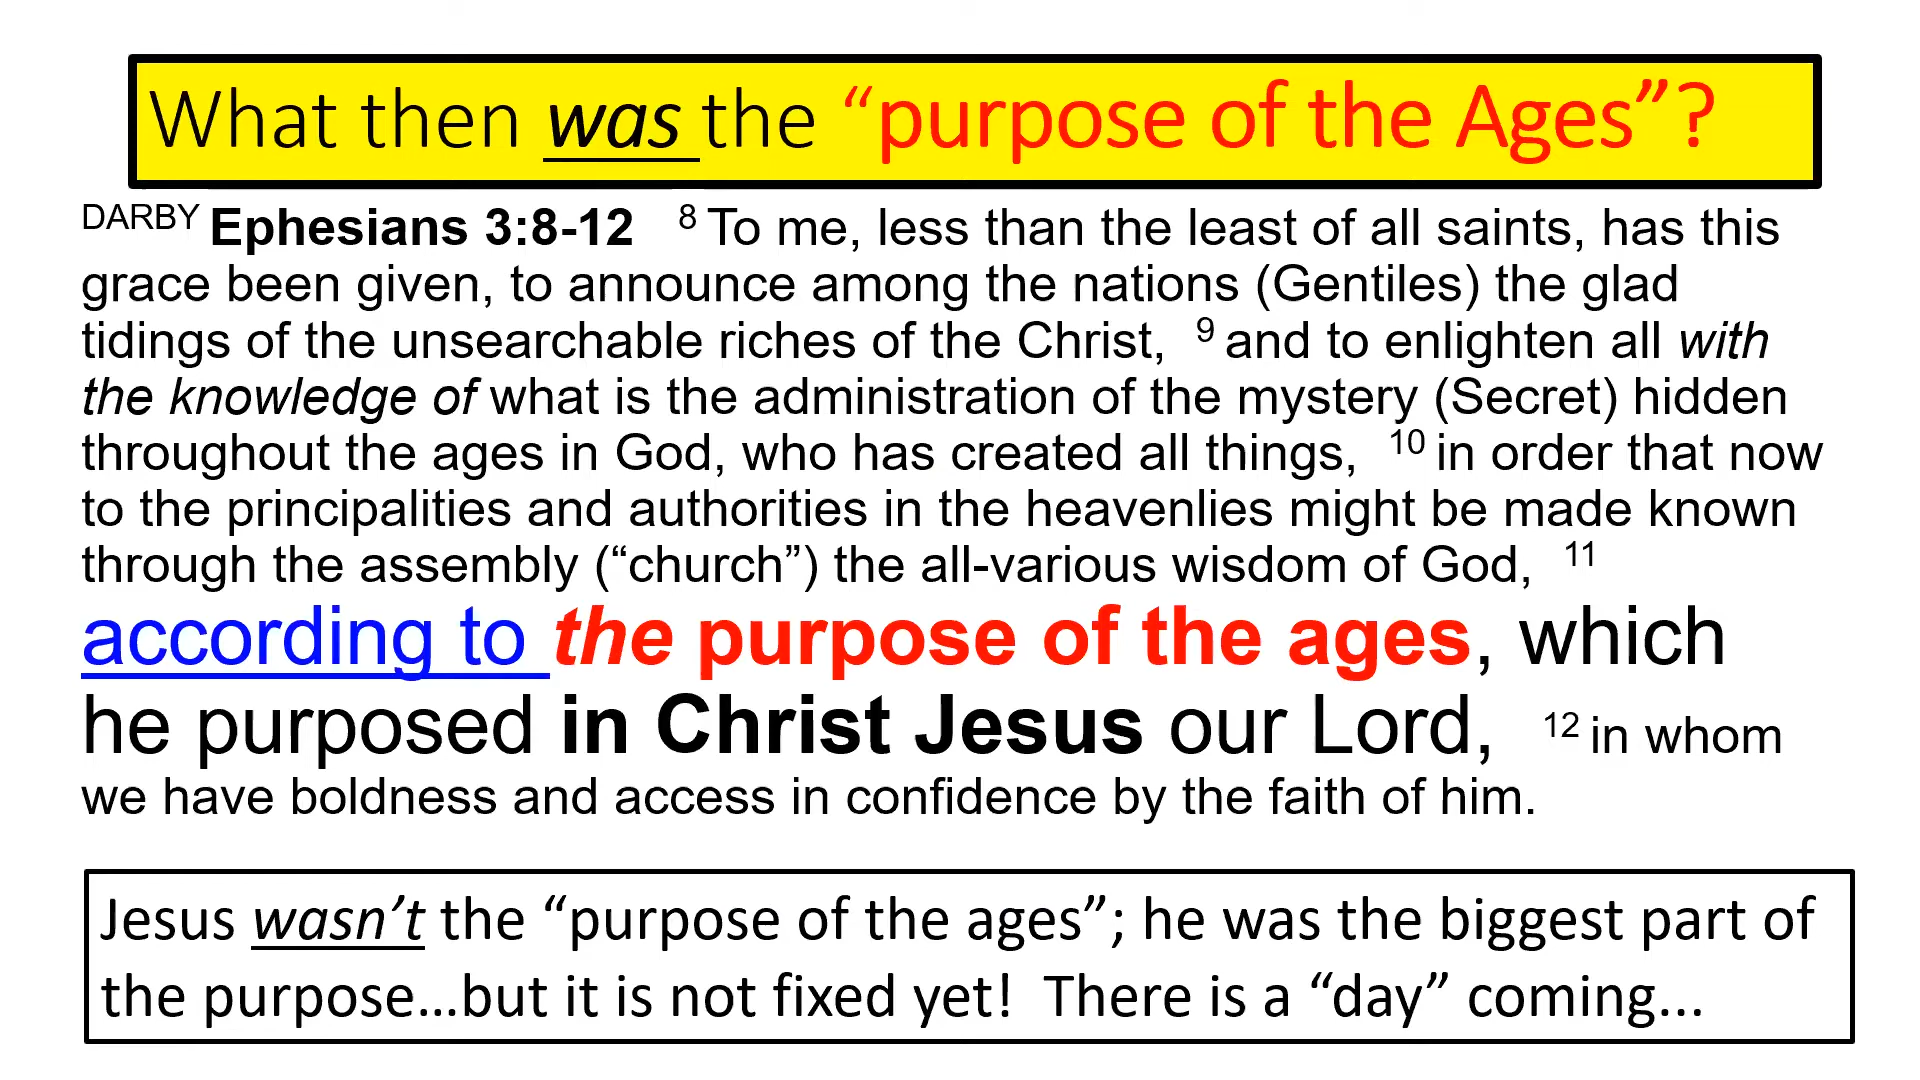 What then was the “purpose of the Ages”?
DARBY Ephesians 3:8-12 8 To me, less than the least of all saints, has this
grace been given, to announce among the nations (Gentiles) the glad
tidings of the unsearchable riches of the Christ, 9 and to enlighten all with
the knowledge of what is the administration of the mystery (Secret) hidden
throughout the ages in God, who has created all things, 10 in order that now
to the principalities and authorities in the heavenlies might be made known
through the assembly (“church”) the all-various wisdom of God, 11
according to the purpose of the ages, which
he purposed in Christ Jesus our Lord, 12 in whom
we have boldness and access in confidence by the faith of him.
Jesus wasn’t the “purpose of the ages”; he was the biggest part of
the purpose…but it is not fixed yet! There is a “day” coming...